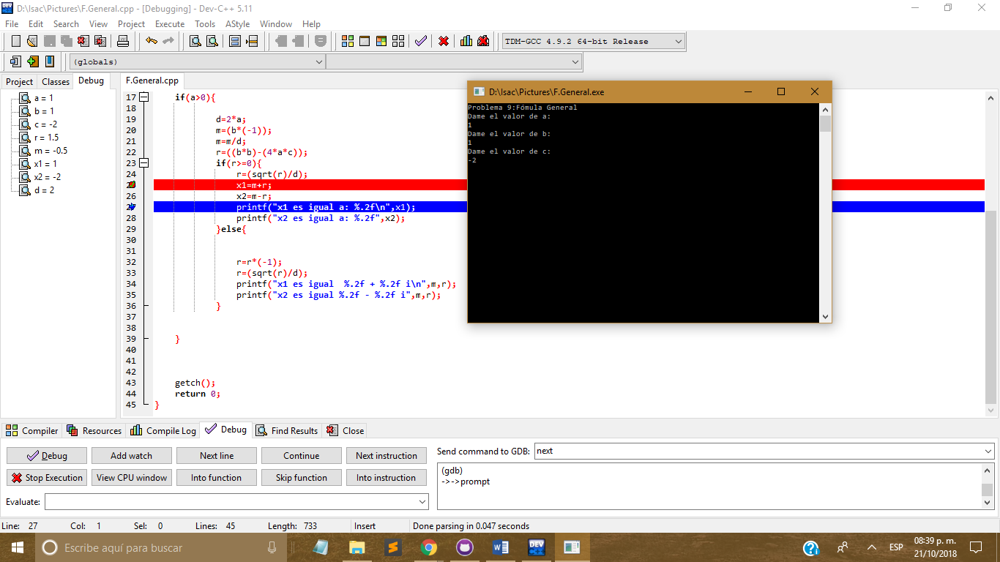 D:\Isac\Pictures\F.General.cpp - [Debugging] - Dev-C++ 5.11
File Edit Search View Project Execute Tools AStyle Window Help
TDM-GCC 4.9.2 64-bit Release
(globals)
Project Classes Debug
F.General.cpp
a = 1
b = 1
c = -2
r = 1.5
m = -0.5
x1 = 1
x2 = -2
d = 2
17 if(a>0){
18
19 d=2*a;
20 m=(b*(-1));
21 m=m/d;
22 r=((b*b)-(4*a*c));
23 if(r>=0){
24 r=(sqrt(r)/d);
x1=m+r;
26 x2=m-r;
printf("x1 es igual a: %.2f\n",x1);
28 printf("x2 es igual a: %.2f",x2);
29 }else{
30
31
32 r=r*(-1);
33 r=(sqrt(r)/d);
34 printf("x1 es igual  %.2f + %.2f i\n",m,r);
35 printf("x2 es igual %.2f - %.2f i",m,r);
36 }
37
38
39 }
40
41
42
43 getch();
44 return 0;
45 }
D:\Isac\Pictures\F.General.exe
Problema 9:Fómula General
Dame el valor de a:
1
Dame el valor de b:
1
Dame el valor de c:
-2
Compiler Resources Compile Log Debug Find Results Close
Debug Add watch Next line Continue Next instruction
Stop Execution View CPU window Into function Skip function Into instruction
Evaluate:
Send command to GDB: next
(gdb)
->->prompt
Line: 27 Col: 1 Sel: 0 Lines: 45 Length: 733 Insert Done parsing in 0.047 seconds
Escribe aquí para buscar
DEV
ESP
08:39 p. m.
21/10/2018